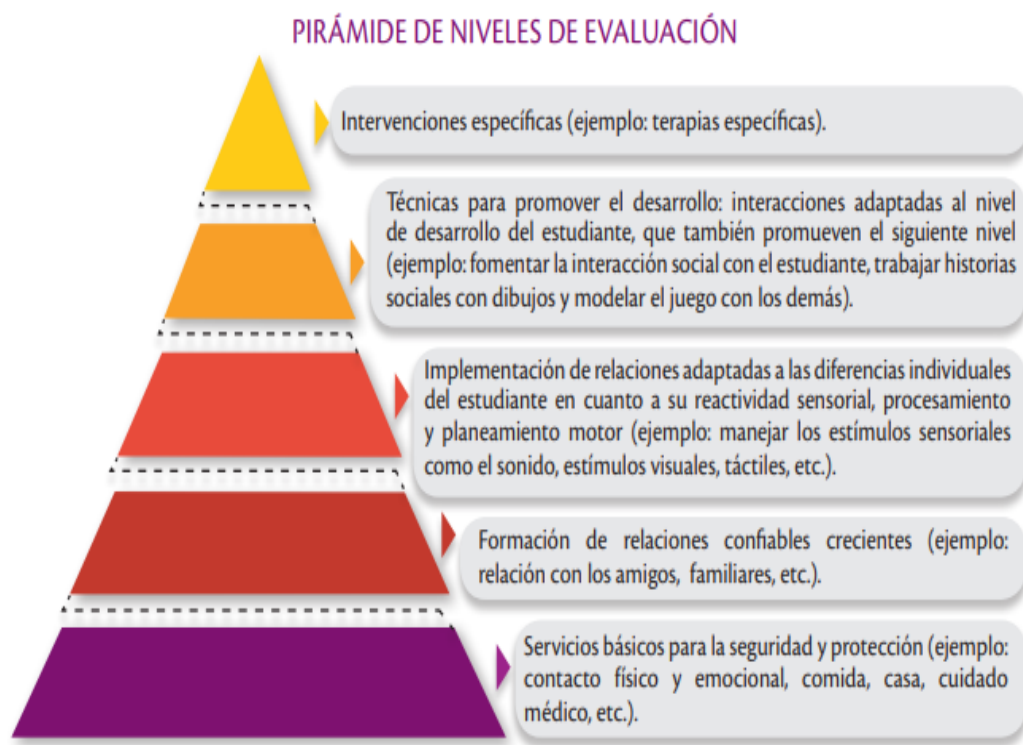 PIRÁMIDE DE NIVELES DE EVALUACIÓN
Intervenciones específicas (ejemplo: terapias específicas).
Técnicas para promover el desarrollo: interacciones adaptadas al nivel
de desarrollo del estudiante, que también promueven el siguiente nivel
(ejemplo: fomentar la interacción social con el estudiante, trabajar historias
sociales con dibujos y modelar el juego con los demás).
Implementación de relaciones adaptadas a las diferencias individuales
del estudiante en cuanto a su reactividad sensorial, procesamiento
y planeamiento motor (ejemplo: manejar los estímulos sensoriales
como el sonido, estímulos visuales, táctiles, etc.).
Formación de relaciones confiables crecientes (ejemplo:
relación con los amigos, familiares, etc.).
Servicios básicos para la seguridad y protección (ejemplo:
contacto físico y emocional, comida, casa, cuidado
médico, etc.).